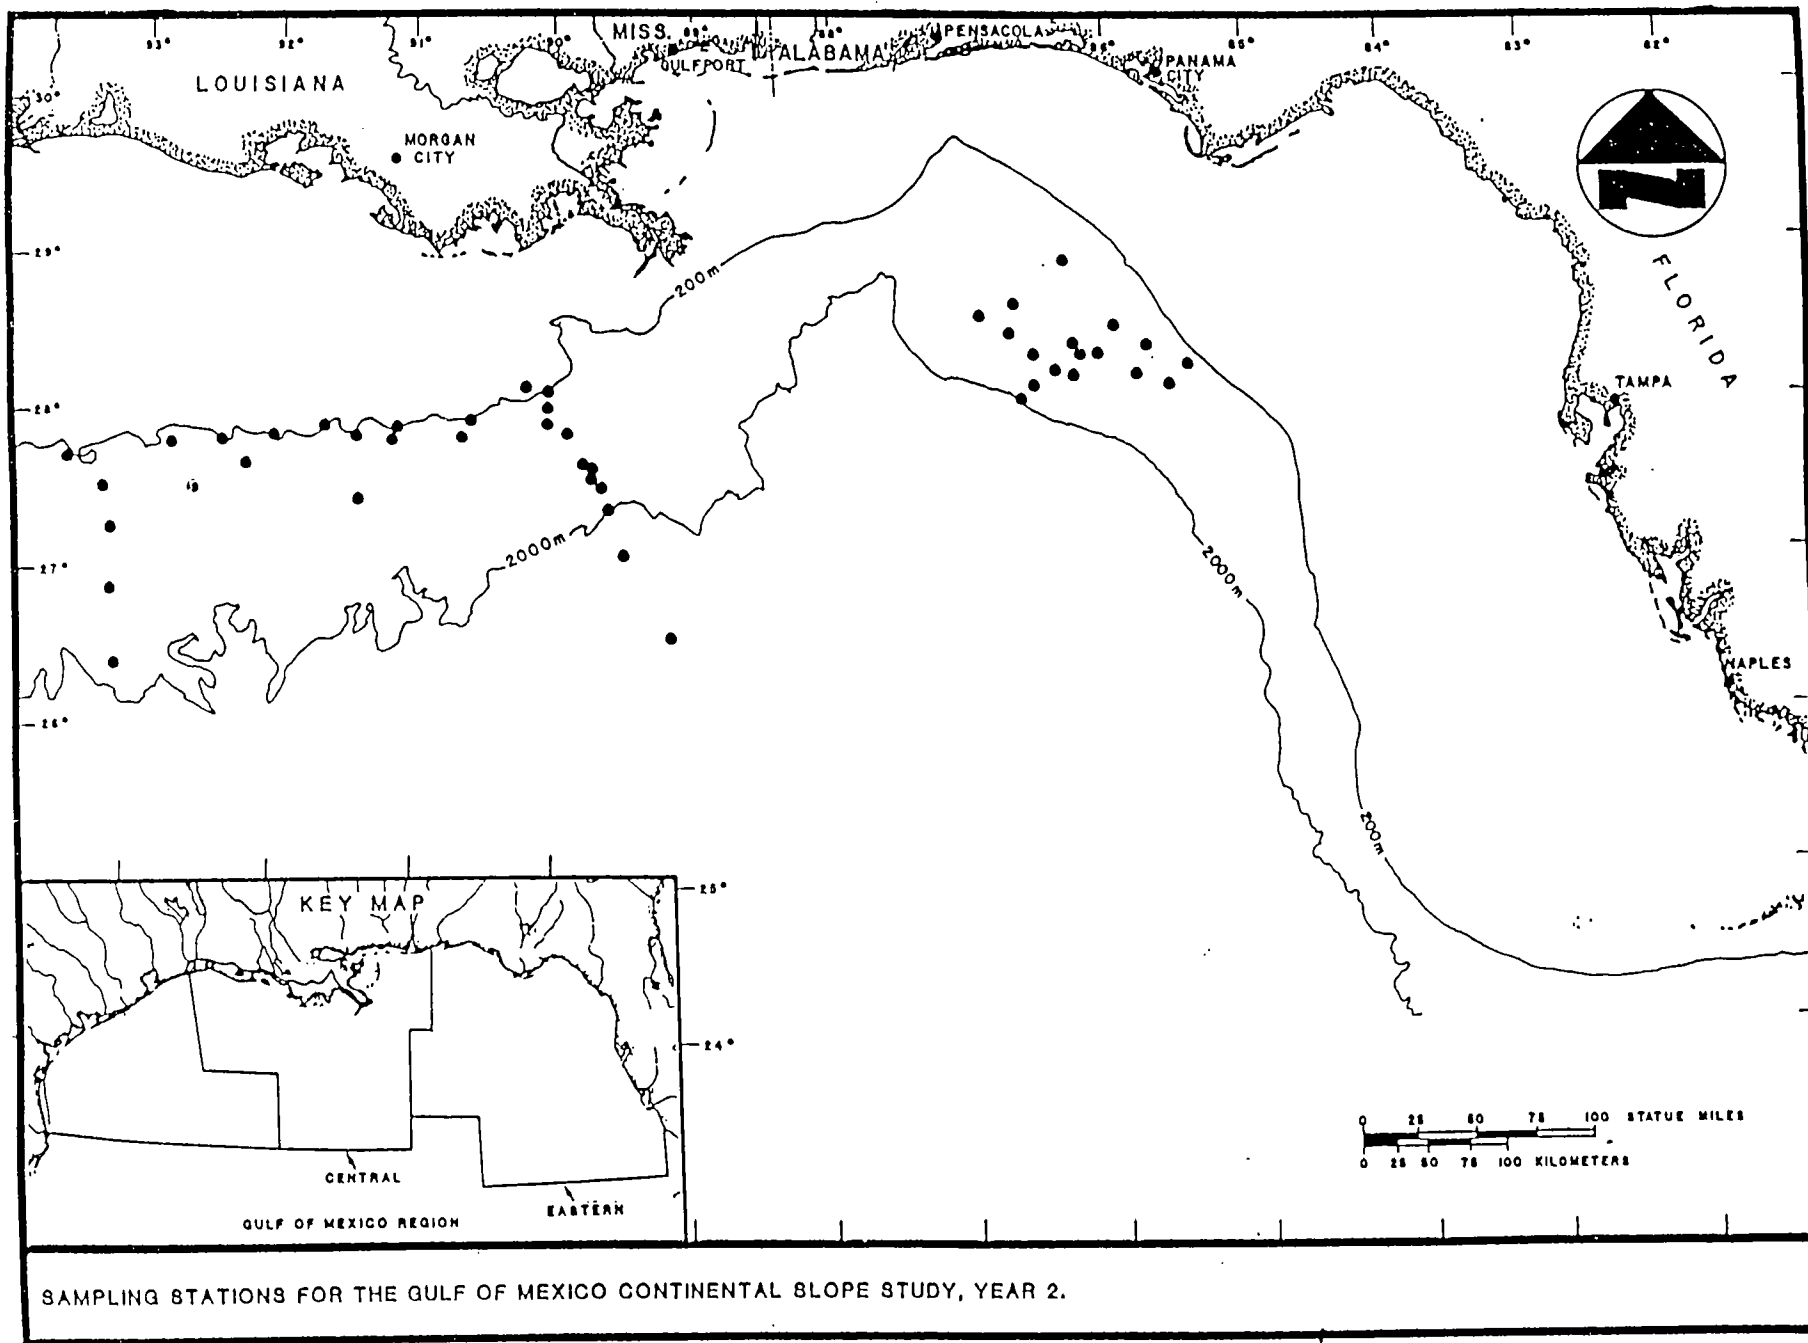 93° 92° 91° 90° 89° 88° 86° 85° 84° 83° 82°
MISS.
PENSACOLA
ALABAMA
GULFPORT
PANAMA
CITY
LOUISIANA
30°
MORGAN
CITY
N
29°
200m
FLORIDA
TAMPA
28°
2000m
2000m
27°
NAPLES
26°
200m
KEY MAP
25°
24°
CENTRAL
EASTERN
GULF OF MEXICO REGION
0 25 50 75 100 STATUE MILES
0 25 50 75 100 KILOMETERS
SAMPLING STATIONS FOR THE GULF OF MEXICO CONTINENTAL SLOPE STUDY, YEAR 2.